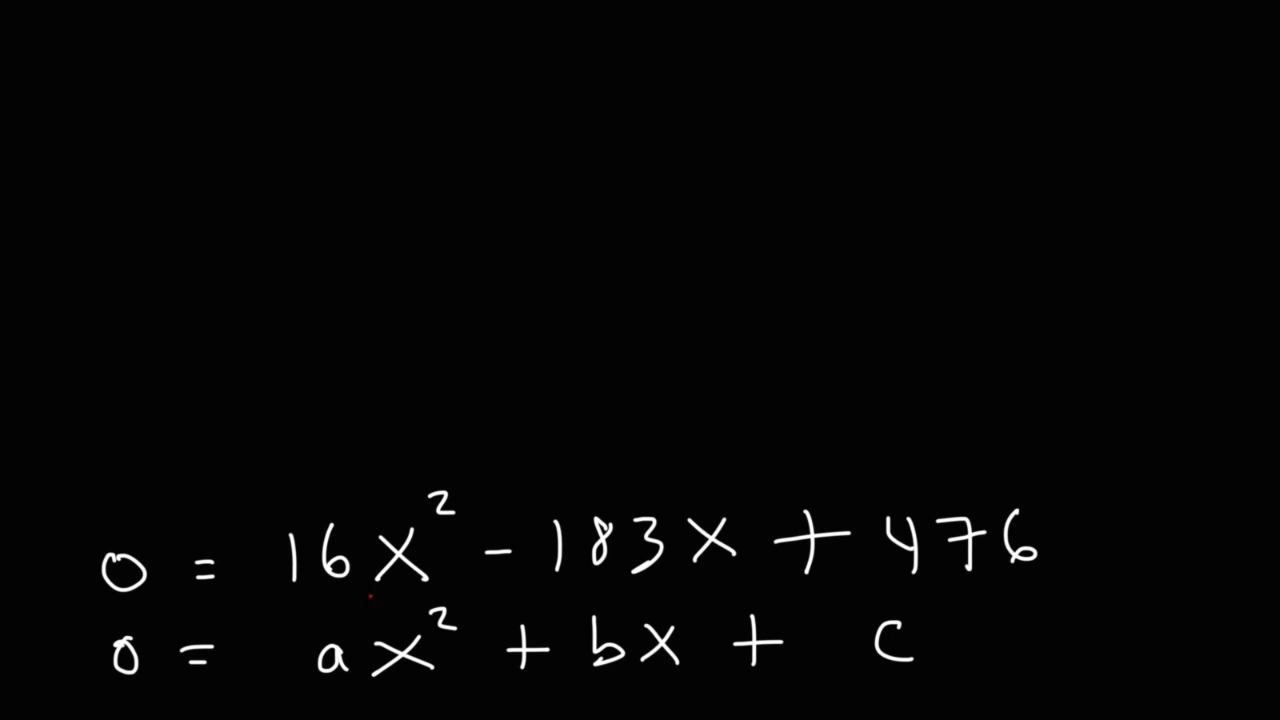 0 = 16x² - 183x + 476
0 = ax² + bx + c